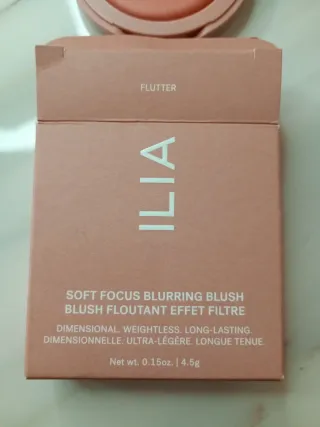 FLUTTER
ILIA
SOFT FOCUS BLURRING BLUSH
BLUSH FLOUTANT EFFET FILTRE
DIMENSIONAL. WEIGHTLESS. LONG-LASTING.
DIMENSIONNELLE. ULTRA-LÉGÈRE. LONGUE TENUE.
Net wt. 0.15oz. | 4.5g